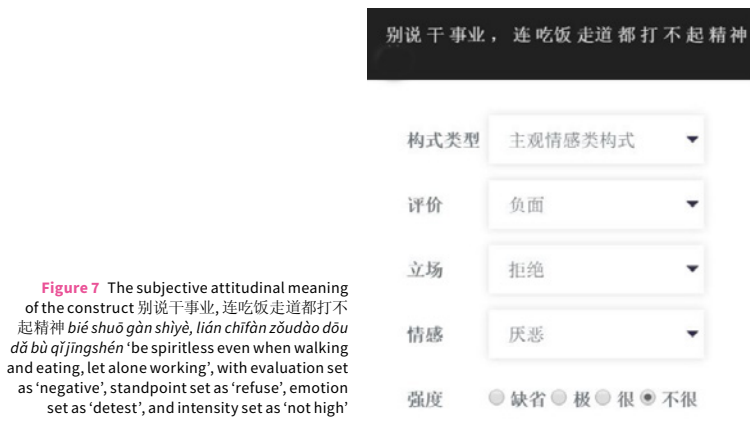 别说干事业，连吃饭走道都打不起精神
构式类型 主观情感类构式
评价 负面
立场 拒绝
情感 厌恶
强度 缺省 极 很 不很
Figure 7 The subjective attitudinal meaning
of the construct 别说干事业, 连吃饭走道都打不
起精神 bié shuō gàn shìyè, lián chīfàn zǒudào dōu
dǎ bù qǐ jīngshén ‘be spiritless even when walking
and eating, let alone working’, with evaluation set
as ‘negative’, standpoint set as ‘refuse’, emotion
set as ‘detest’, and intensity set as ‘not high’